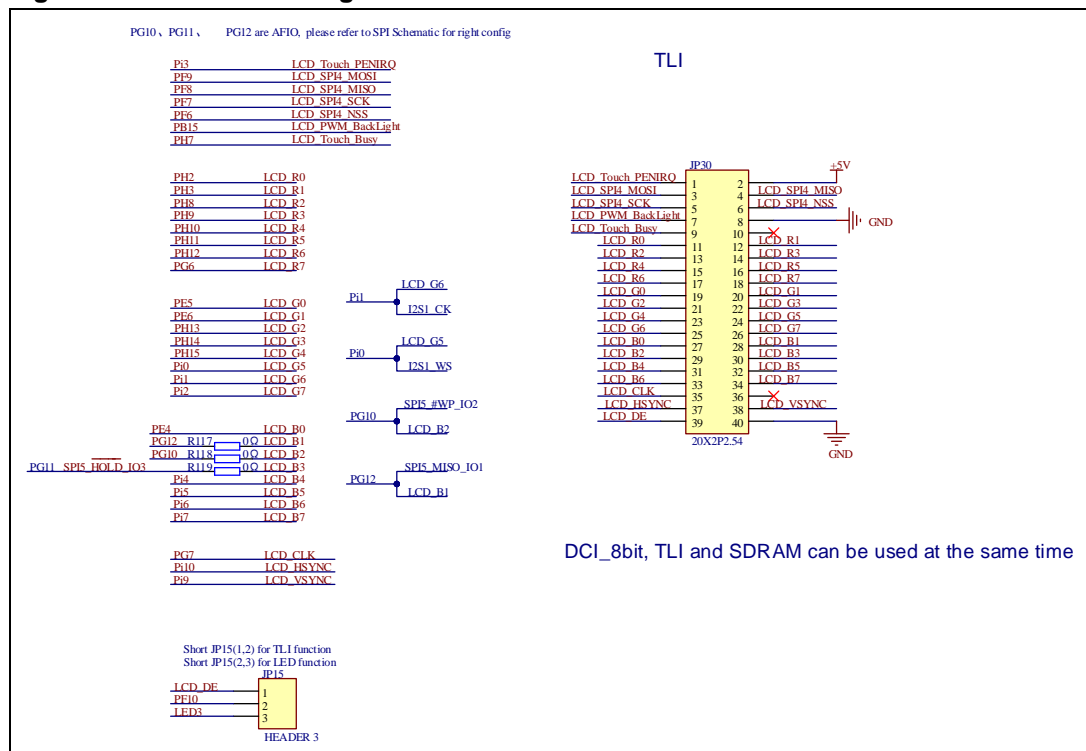 PG10、PG11、 PG12 are AFIO, please refer to SPI Schematic for right config
Pi3 LCD_Touch_PENIRQ
PF9 LCD_SPI4_MOSI
PF8 LCD_SPI4_MISO
PF7 LCD_SPI4_SCK
PF6 LCD_SPI4_NSS
PB15 LCD_PWM_BackLight
PH7 LCD_Touch_Busy
PH2 LCD_R0
PH3 LCD_R1
PH8 LCD_R2
PH9 LCD_R3
PH10 LCD_R4
PH11 LCD_R5
PH12 LCD_R6
PG6 LCD_R7
PE5 LCD_G0
PE6 LCD_G1
PH13 LCD_G2
PH14 LCD_G3
PH15 LCD_G4
Pi0 LCD_G5
Pi1 LCD_G6
Pi2 LCD_G7
PE4 LCD_B0
PG12 R117 0Ω LCD_B1
PG10 R118 0Ω LCD_B2
PG11 SPI5_HOLD_IO3 R119 0Ω LCD_B3
Pi4 LCD_B4
Pi5 LCD_B5
Pi6 LCD_B6
Pi7 LCD_B7
PG7 LCD_CLK
Pi10 LCD_HSYNC
Pi9 LCD_VSYNC
LCD_G6
Pi1
I2S1_CK
LCD_G5
Pi0
I2S1_WS
SPI5_#WP_IO2
PG10
LCD_B2
SPI5_MISO_IO1
PG12
LCD_B1
Short JP15(1,2) for TLI function
Short JP15(2,3) for LED function
JP15
LCD_DE 1
PF10 2
LED3 3
HEADER 3
TLI
JP30 +5V
LCD_Touch_PENIRQ 1 2
LCD_SPI4_MOSI 3 4 LCD_SPI4_MISO
LCD_SPI4_SCK 5 6 LCD_SPI4_NSS
LCD_PWM_BackLight 7 8 GND
LCD_Touch_Busy 9 10
LCD_R0 11 12 LCD_R1
LCD_R2 13 14 LCD_R3
LCD_R4 15 16 LCD_R5
LCD_R6 17 18 LCD_R7
LCD_G0 19 20 LCD_G1
LCD_G2 21 22 LCD_G3
LCD_G4 23 24 LCD_G5
LCD_G6 25 26 LCD_G7
LCD_B0 27 28 LCD_B1
LCD_B2 29 30 LCD_B3
LCD_B4 31 32 LCD_B5
LCD_B6 33 34 LCD_B7
LCD_CLK 35 36
LCD_HSYNC 37 38 LCD_VSYNC
LCD_DE 39 40
20X2P2.54
GND
DCI_8bit, TLI and SDRAM can be used at the same time